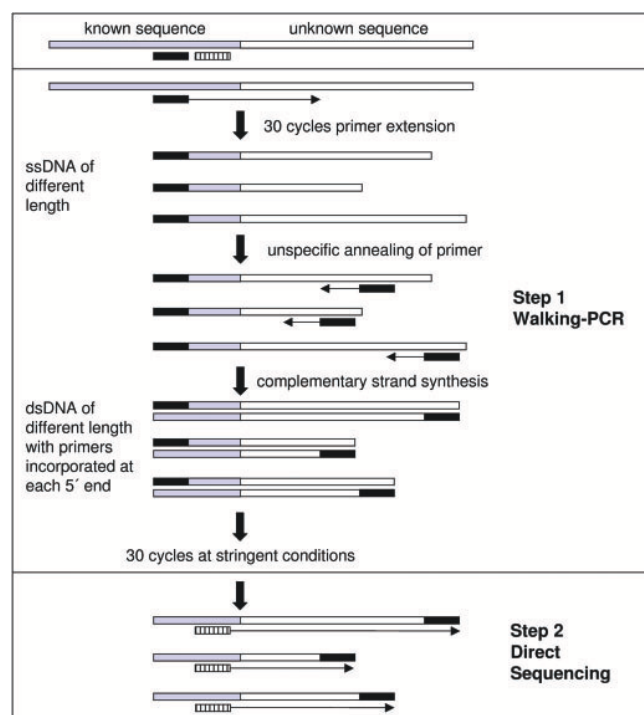 known sequence unknown sequence
30 cycles primer extension
ssDNA of
different
length
unspecific annealing of primer
Step 1
Walking-PCR
complementary strand synthesis
dsDNA of
different length
with primers
incorporated at
each 5´ end
30 cycles at stringent conditions
Step 2
Direct
Sequencing